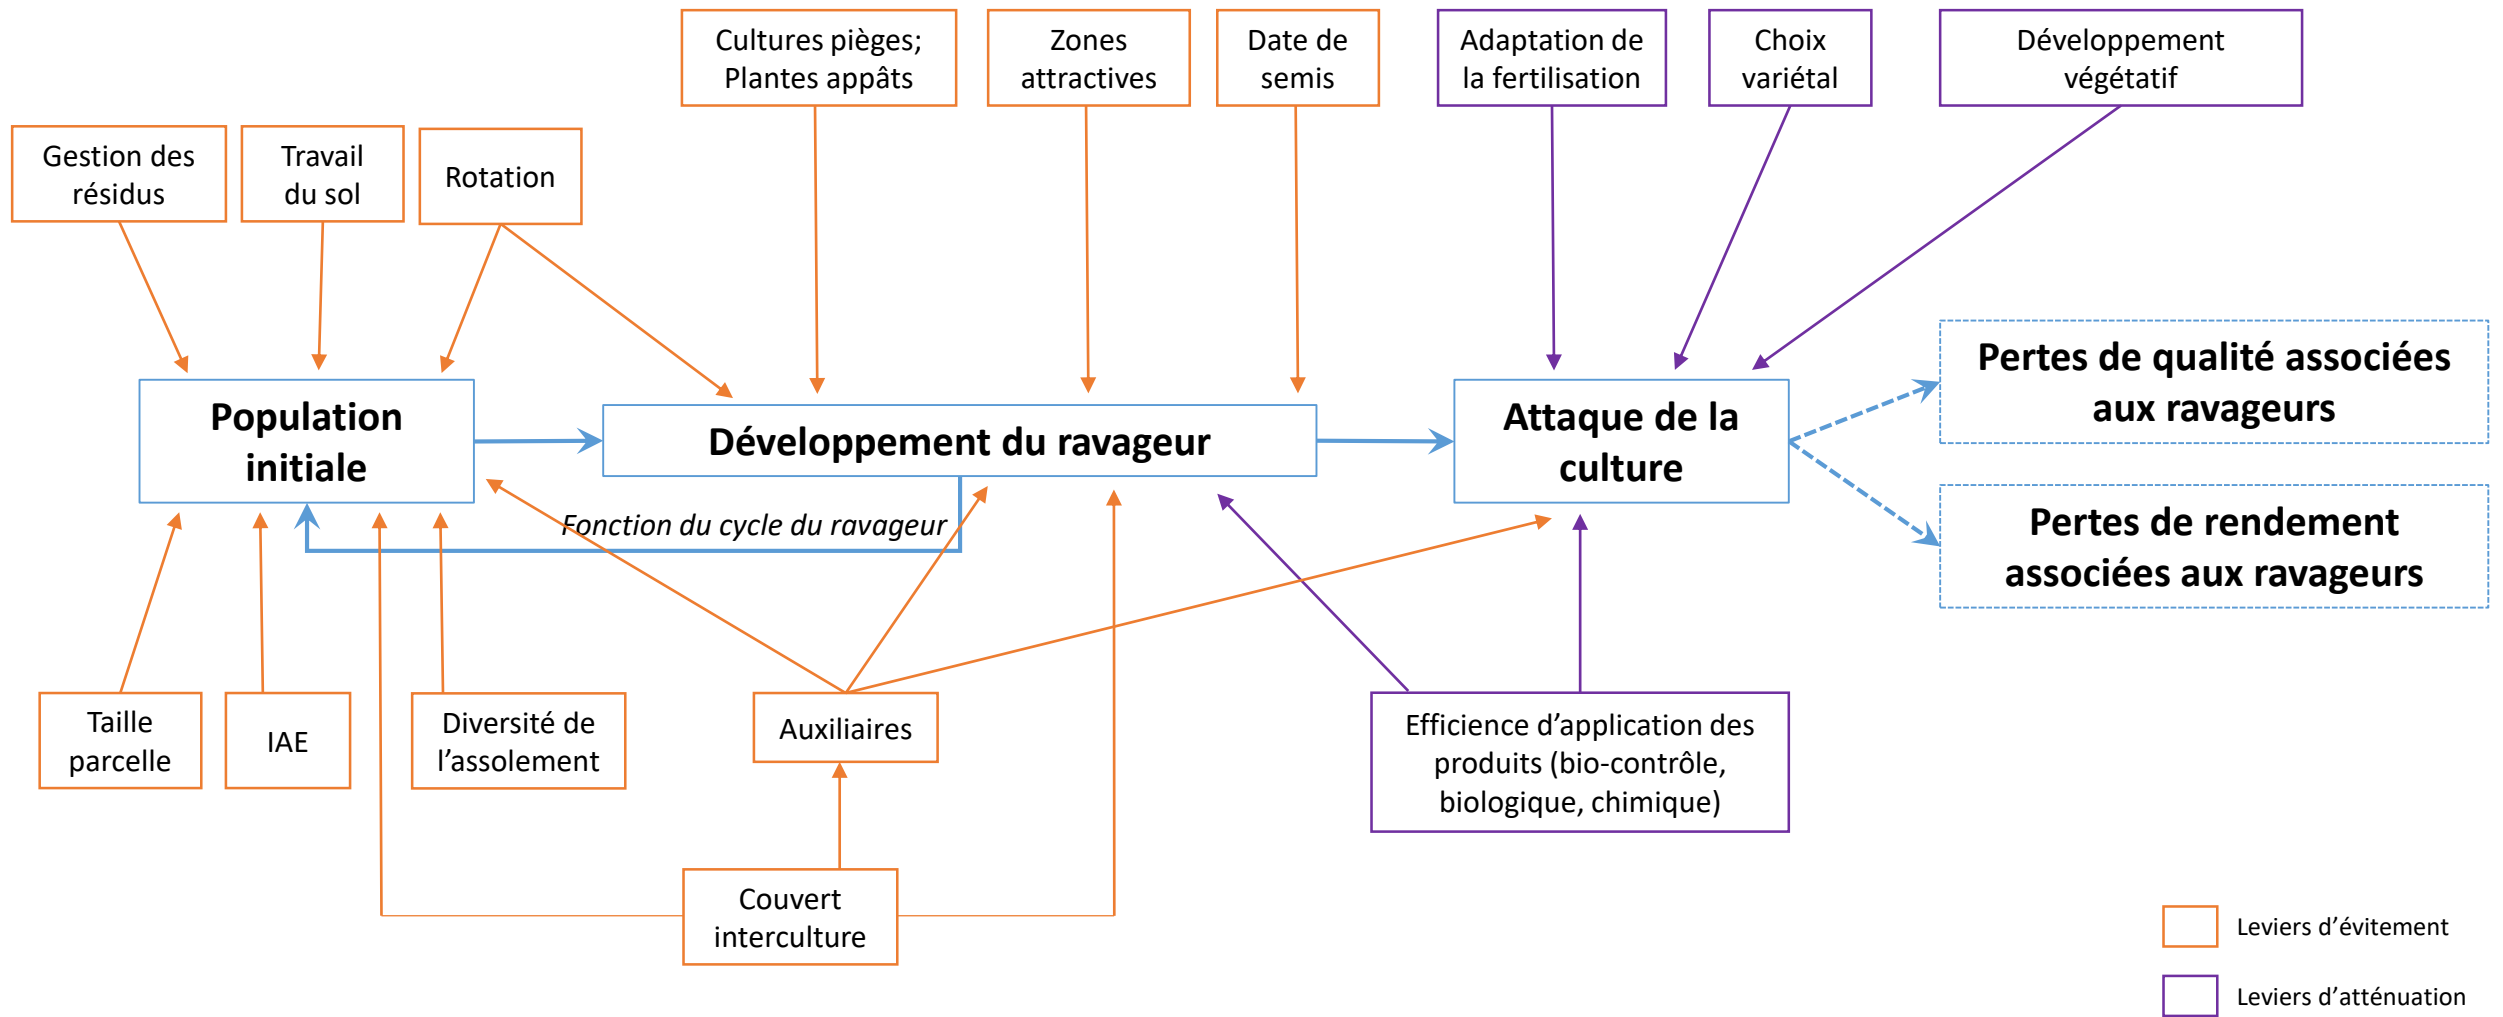 Cultures pièges;
Plantes appâts
Zones
attractives
Date de
semis
Adaptation de
la fertilisation
Choix
variétal
Développement
végétatif
Gestion des
résidus
Travail
du sol
Rotation
Population
initiale
Développement du ravageur
Attaque de la
culture
Pertes de qualité associées
aux ravageurs
Pertes de rendement
associées aux ravageurs
Fonction du cycle du ravageur
Taille
parcelle
IAE
Diversité de
l’assolement
Auxiliaires
Efficience d’application des
produits (bio-contrôle,
biologique, chimique)
Couvert
interculture
Leviers d’évitement
Leviers d’atténuation